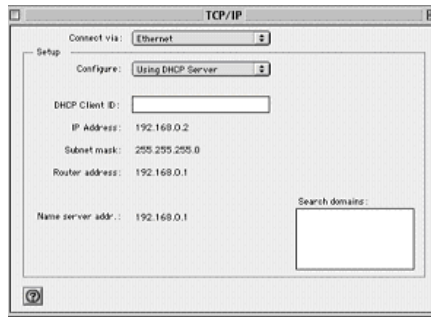 TCP/IP
Connect via: Ethernet
Setup
Configure: Using DHCP Server
DHCP Client ID:
IP Address: 192.168.0.2
Subnet mask: 255.255.255.0
Router address: 192.168.0.1
Search domains:
Name server addr.: 192.168.0.1
?